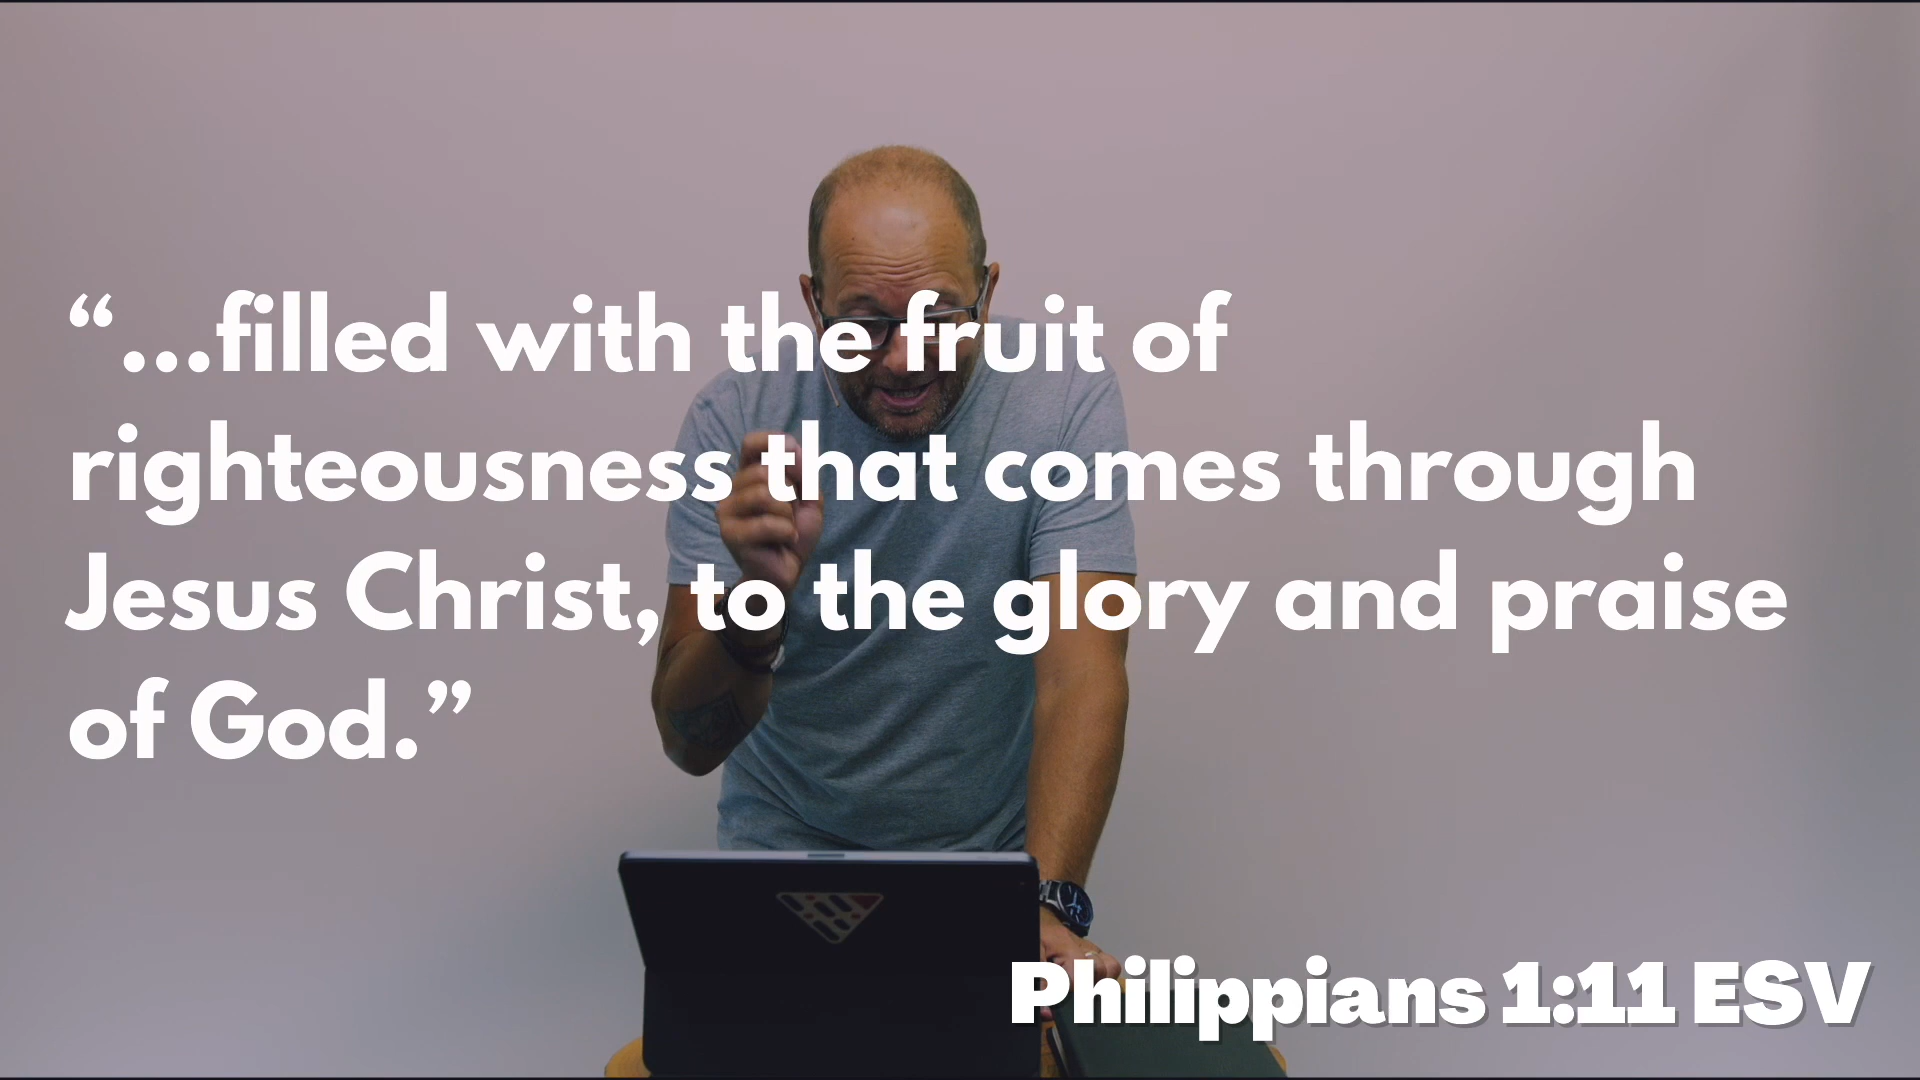 “...filled with the fruit of
righteousness that comes through
Jesus Christ, to the glory and praise
of God.”
Philippians 1:11 ESV